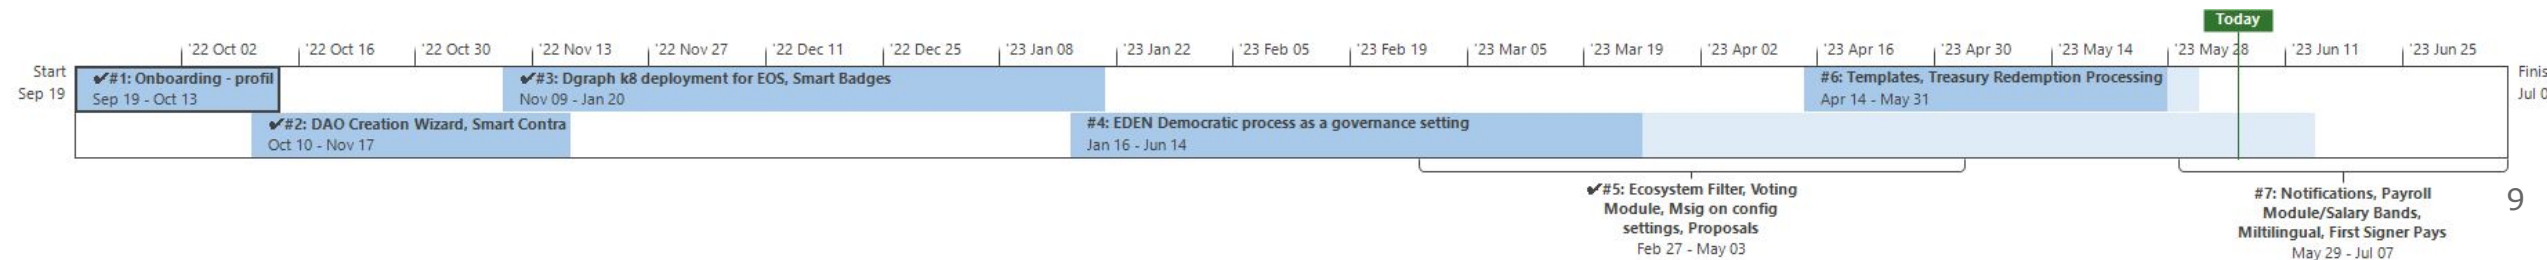 Today
'22 Oct 02 '22 Oct 16 '22 Oct 30 '22 Nov 13 '22 Nov 27 '22 Dec 11 '22 Dec 25 '23 Jan 08 '23 Jan 22 '23 Feb 05 '23 Feb 19 '23 Mar 05 '23 Mar 19 '23 Apr 02 '23 Apr 16 '23 Apr 30 '23 May 14 '23 May 28 '23 Jun 11 '23 Jun 25
Start
Sep 19
✔#1: Onboarding - profil
Sep 19 - Oct 13
✔#3: Dgraph k8 deployment for EOS, Smart Badges
Nov 09 - Jan 20
#6: Templates, Treasury Redemption Processing
Apr 14 - May 31
Finis
Jul 0
✔#2: DAO Creation Wizard, Smart Contra
Oct 10 - Nov 17
#4: EDEN Democratic process as a governance setting
Jan 16 - Jun 14
✔#5: Ecosystem Filter, Voting
Module, Msig on config
settings, Proposals
Feb 27 - May 03
#7: Notifications, Payroll
Module/Salary Bands,
Miltilingual, First Signer Pays
May 29 - Jul 07
9